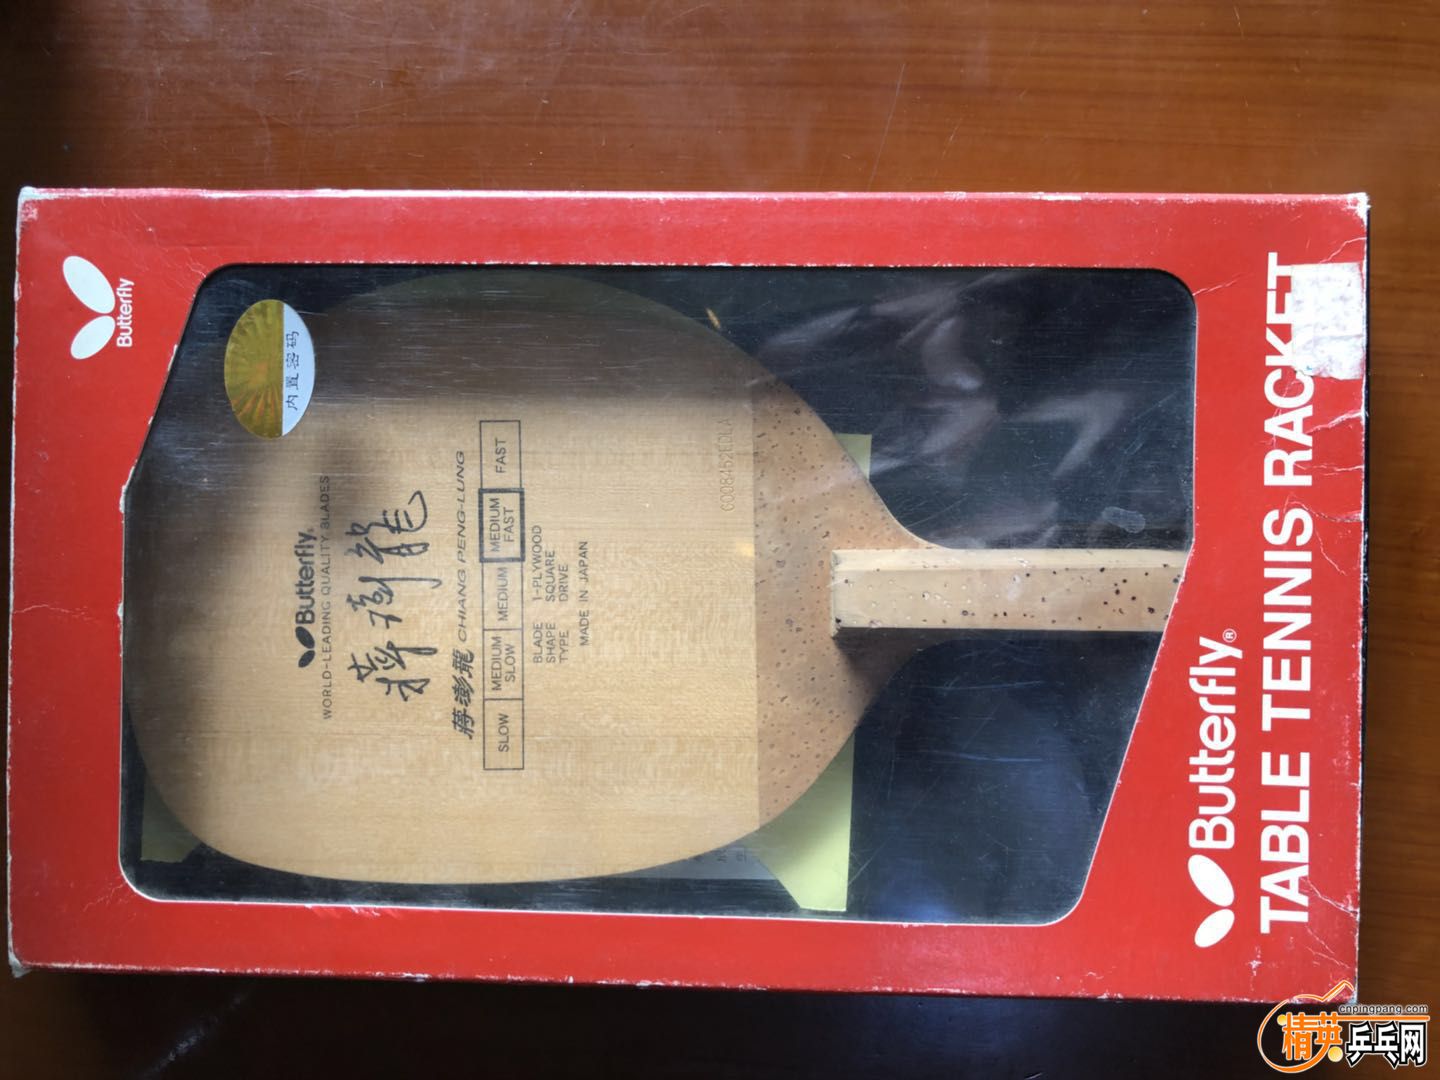 Butterfly
内置密码
Butterfly®
WORLD-LEADING QUALITY BLADES
蒋澎龍
蒋澎龍 CHIANG PENG-LUNG
SLOW
MEDIUM SLOW
MEDIUM
MEDIUM FAST
FAST
BLADE 1-PLYWOOD
SHAPE SQUARE
TYPE DRIVE
MADE IN JAPAN
Butterfly®
TABLE TENNIS RACKET
cnpingpang.com
精英乒乓网